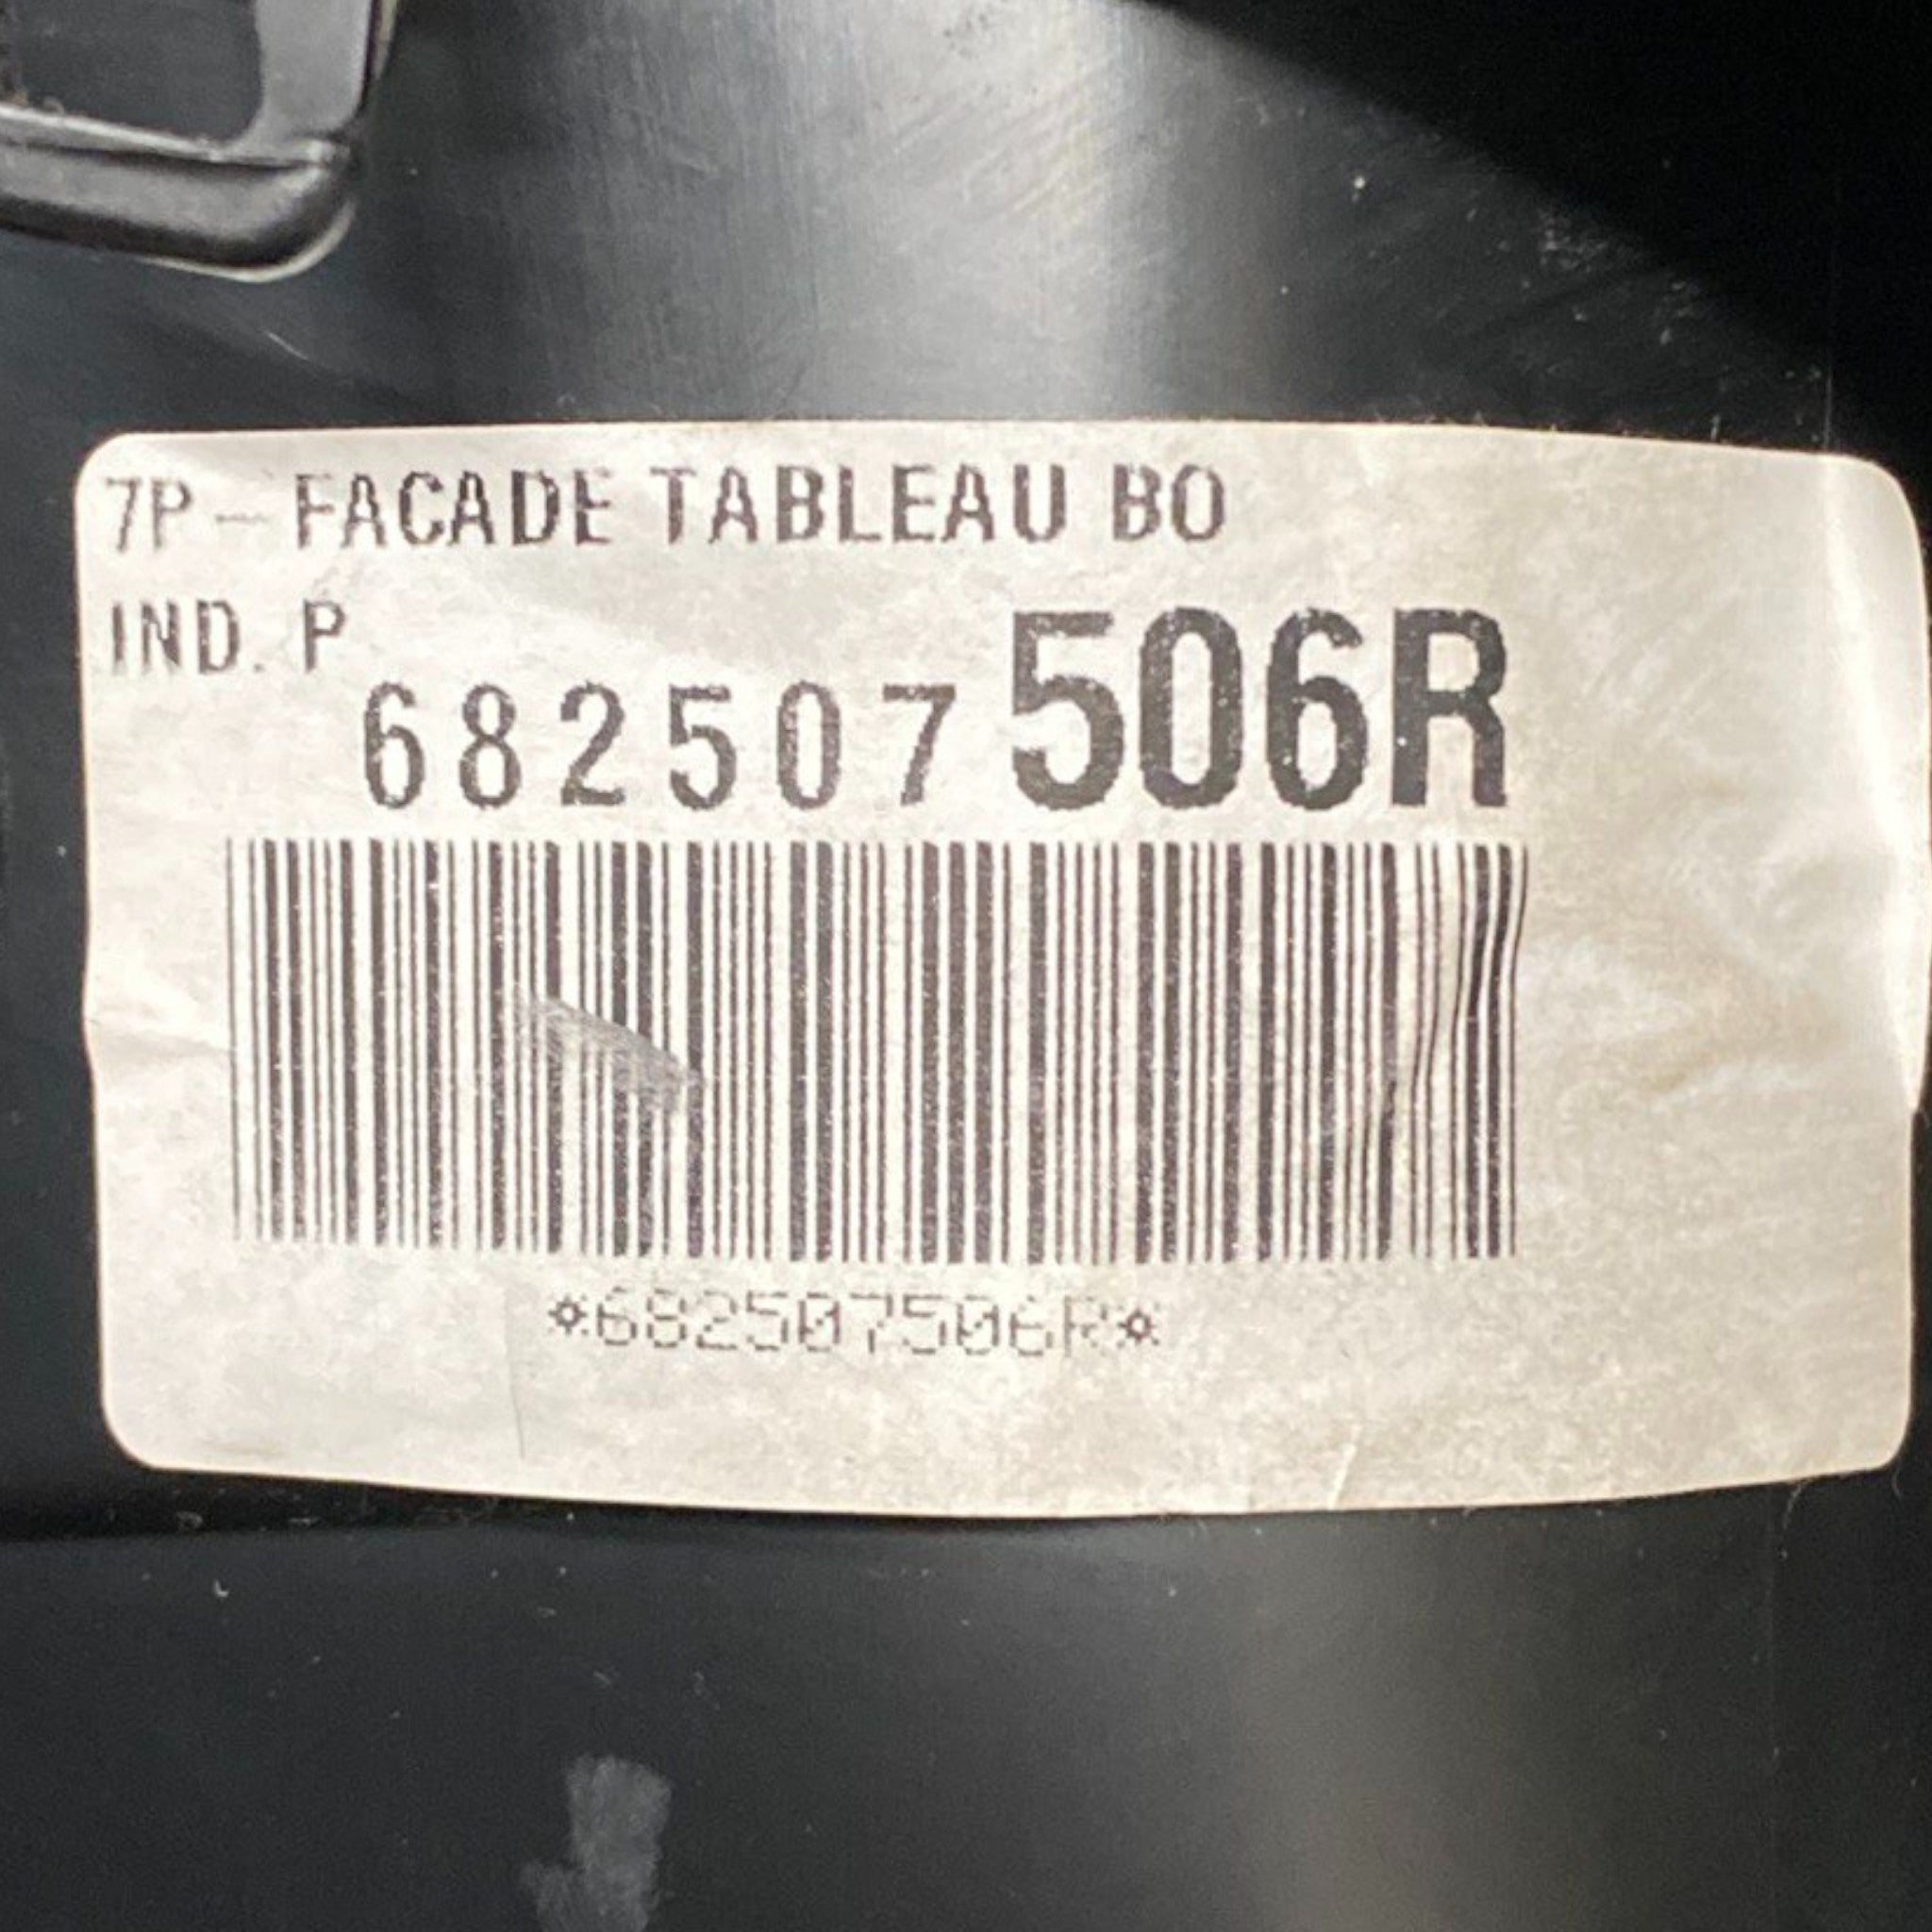 7P - FACADE TABLEAU BO
IND. P
682507506R
*682507506R*